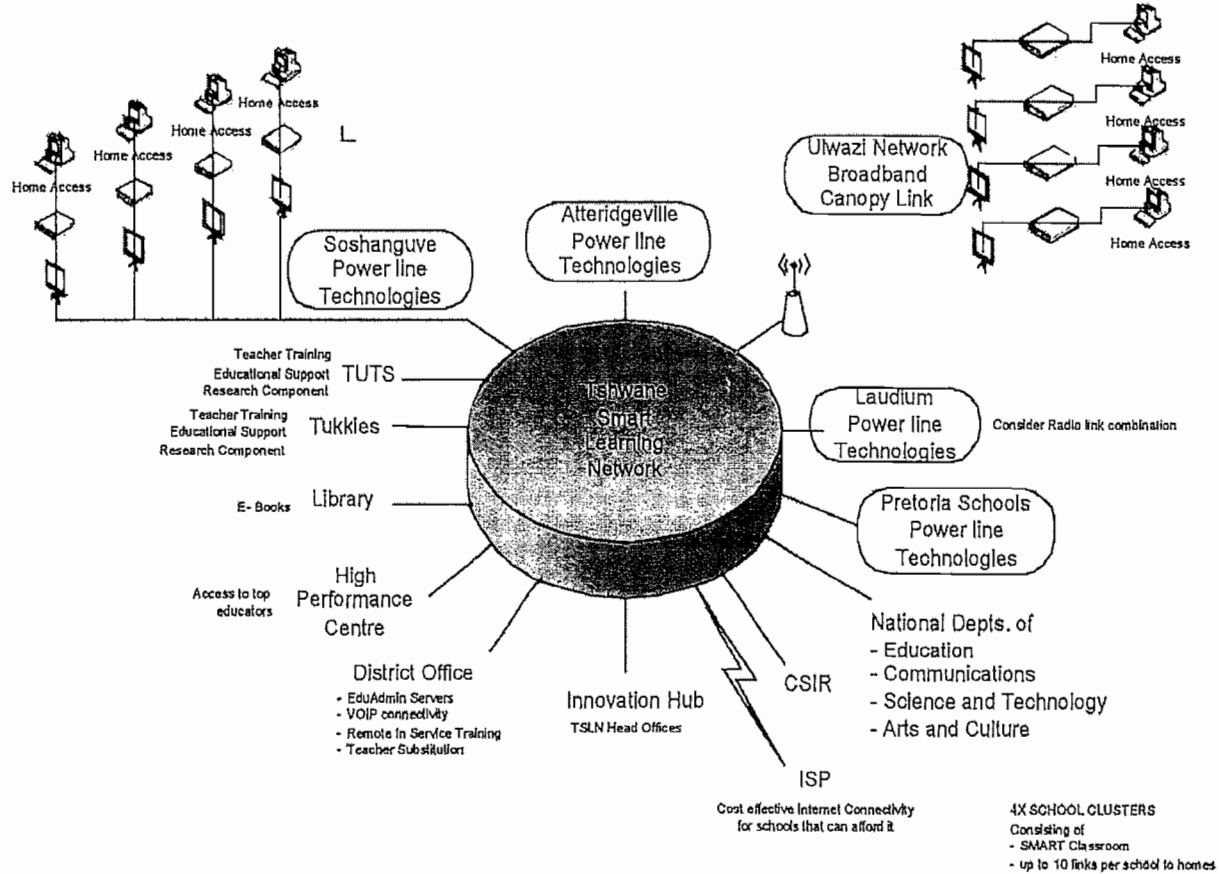 Home Access
Home Access
Home Access
Home Access
L
Home Access
Home Access
Home Access
Home Access
Ulwazi Network
Broadband
Canopy Link
Atteridgeville
Power line
Technologies
Soshanguve
Power line
Technologies
Tshwane
Smart
Learning
Network
Teacher Training
Educational Support
Research Component
TUTS
Teacher Training
Educational Support
Research Component
Tukkies
E- Books
Library
Access to top
educators
High
Performance
Centre
District Office
- EduAdmin Servers
- VOIP connectivity
- Remote in Service Training
- Teacher Substitution
Innovation Hub
TSLN Head Offices
CSIR
ISP
Cost effective Internet Connectivity
for schools that can afford it
Laudium
Power line
Technologies
Consider Radio link combination
Pretoria Schools
Power line
Technologies
National Depts. of
- Education
- Communications
- Science and Technology
- Arts and Culture
4X SCHOOL CLUSTERS
Consisting of
- SMART Classroom
- up to 10 links per school to homes